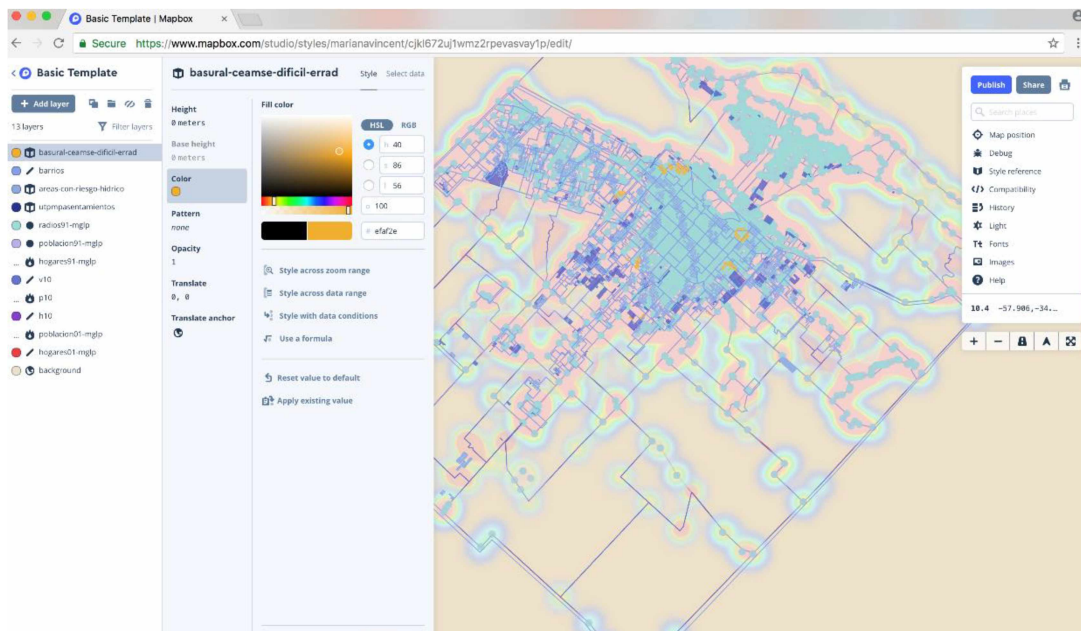 Basic Template | Mapbox
Secure https://www.mapbox.com/studio/styles/marianavincent/cjkl672uj1wmz2rpevasvay1p/edit/
Basic Template
+ Add layer
13 layers
Filter layers
basural-ceamse-dificil-errad
barrios
areas-con-riesgo-hidrico
utpmpasentamientos
radios91-mglp
poblacion91-mglp
... hogares91-mglp
v10
... p10
h10
... poblacion01-mglp
hogares01-mglp
background
basural-ceamse-dificil-errad
Style Select data
Height
0 meters
Base height
0 meters
Color
Pattern
none
Opacity
1
Translate
0, 0
Translate anchor
Fill color
HSL RGB
h 40
s 86
l 56
a 100
# efaf2e
Style across zoom range
Style across data range
Style with data conditions
Use a formula
Reset value to default
Apply existing value
Publish Share
Search places
Map position
Debug
Style reference
Compatibility
History
Light
Fonts
Images
Help
10.4 -57.906,-34....